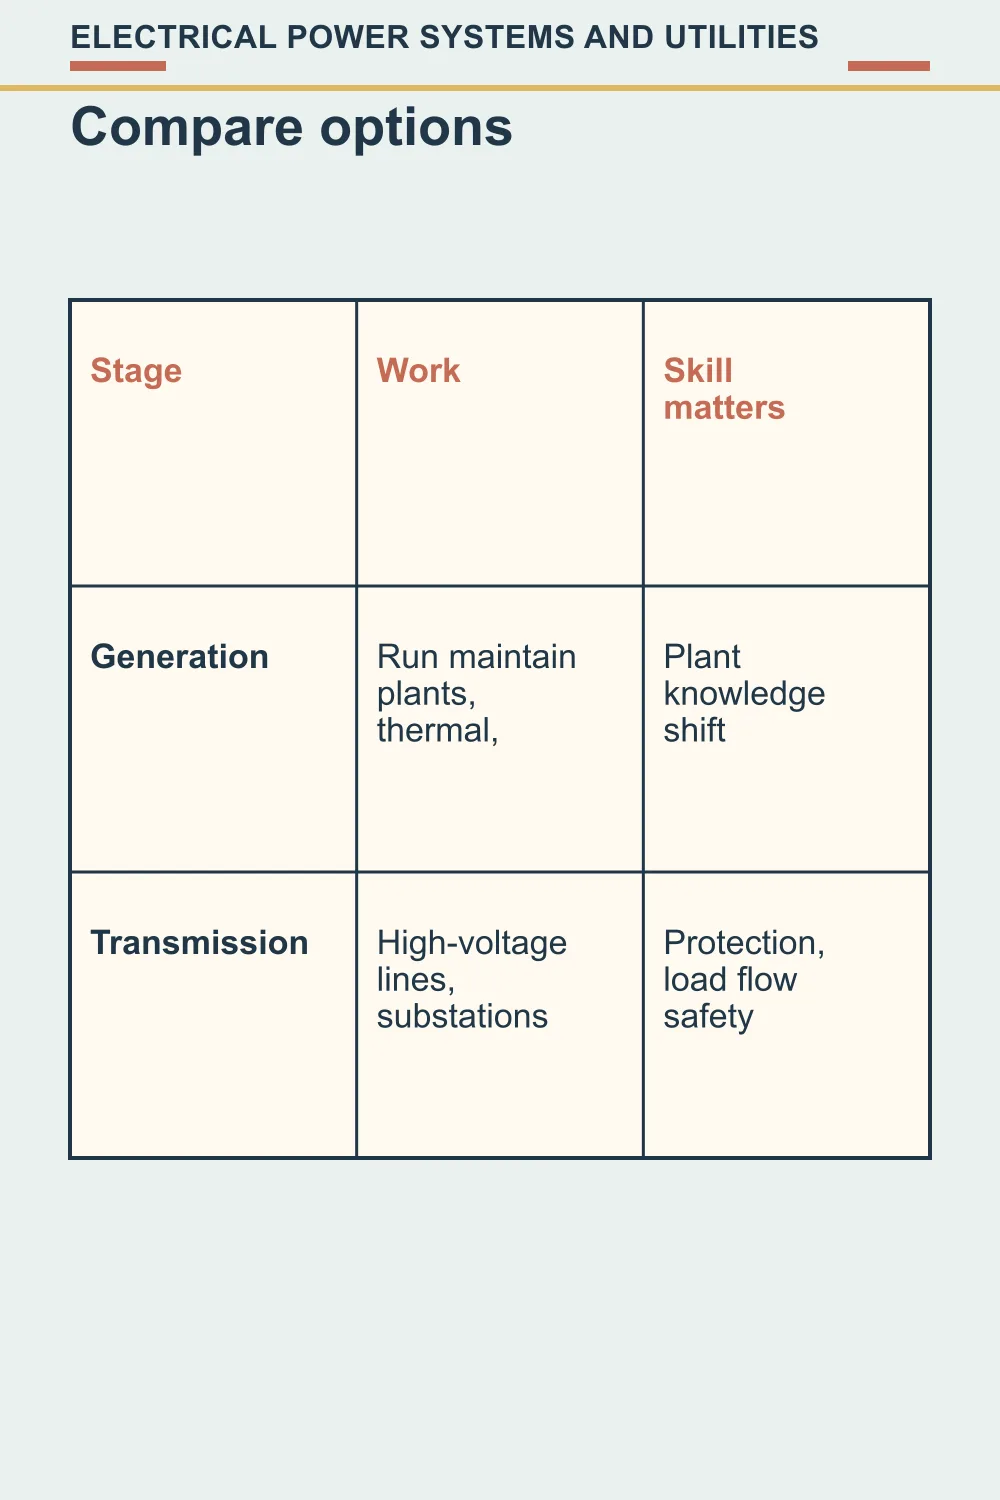 ELECTRICAL POWER SYSTEMS AND UTILITIES
Compare options
Stage
Work
Skill
matters
Generation
Run maintain
plants,
thermal,
Plant
knowledge
shift
Transmission
High-voltage
lines,
substations
Protection,
load flow
safety